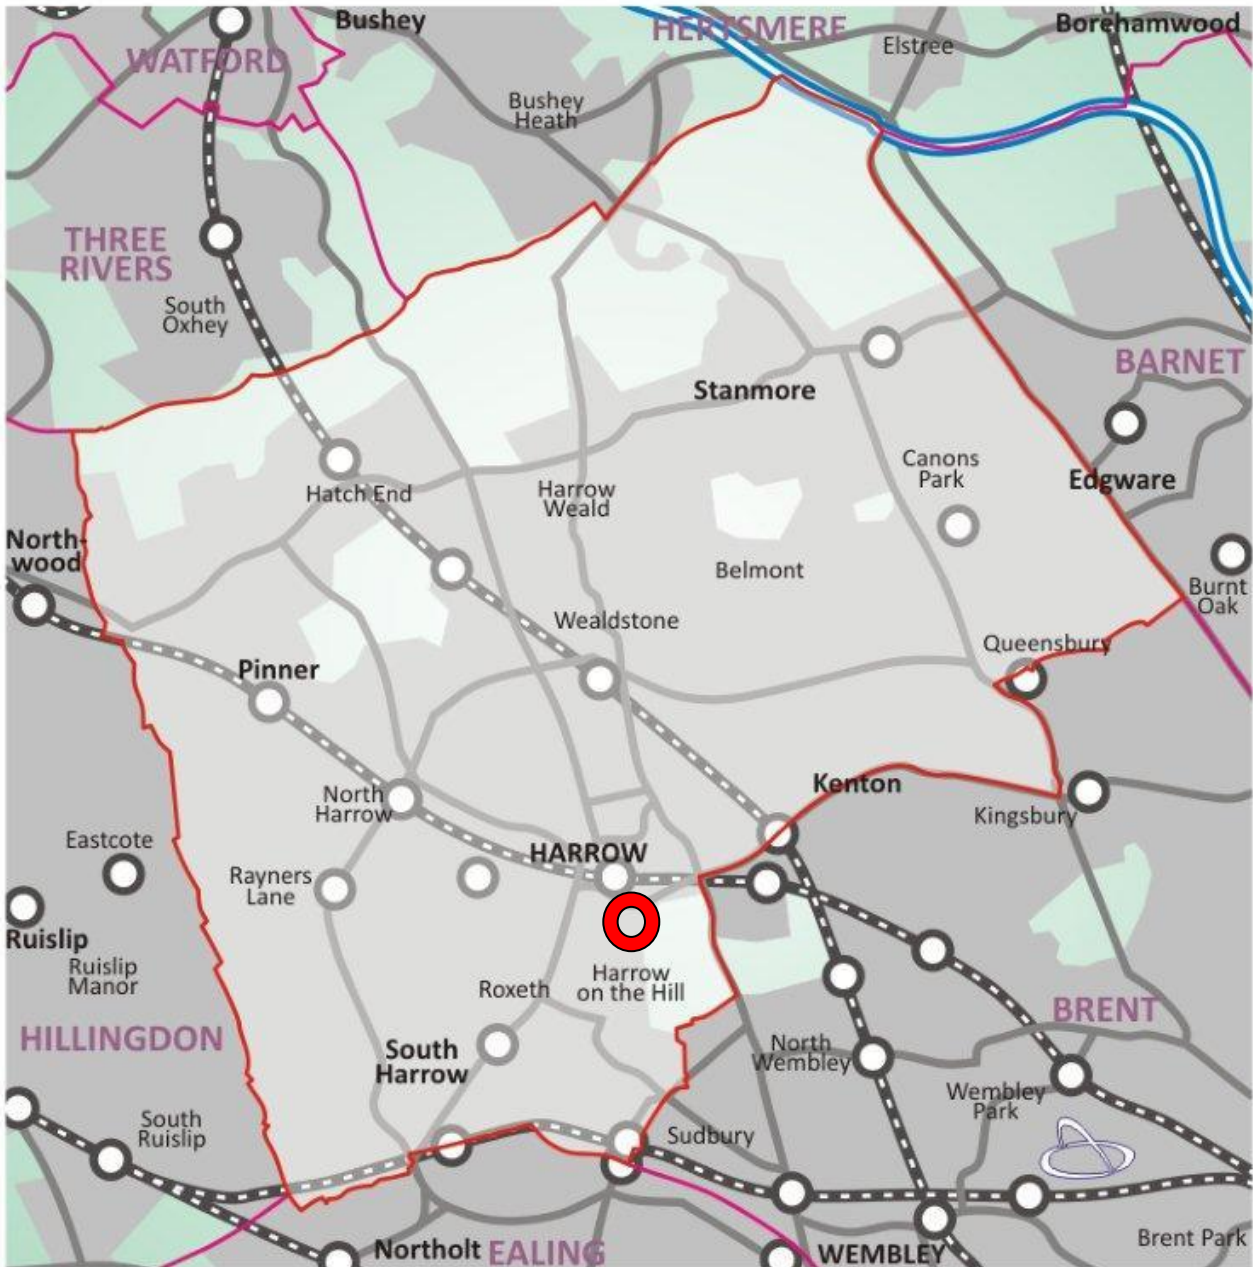 Bushey
HERTSMERE
Borehamwood
WATFORD
Elstree
Bushey
Heath
THREE
RIVERS
South
Oxhey
BARNET
Stanmore
Canons
Park
Edgware
Hatch End
Harrow
Weald
North-
wood
Belmont
Burnt
Oak
Wealdstone
Queensbury
Pinner
Kenton
North
Harrow
Kingsbury
Eastcote
HARROW
Rayners
Lane
Ruislip
Ruislip
Manor
Harrow
on the Hill
Roxeth
BRENT
HILLINGDON
South
Harrow
North
Wembley
Wembley
Park
South
Ruislip
Sudbury
Brent Park
Northolt
EALING
WEMBLEY